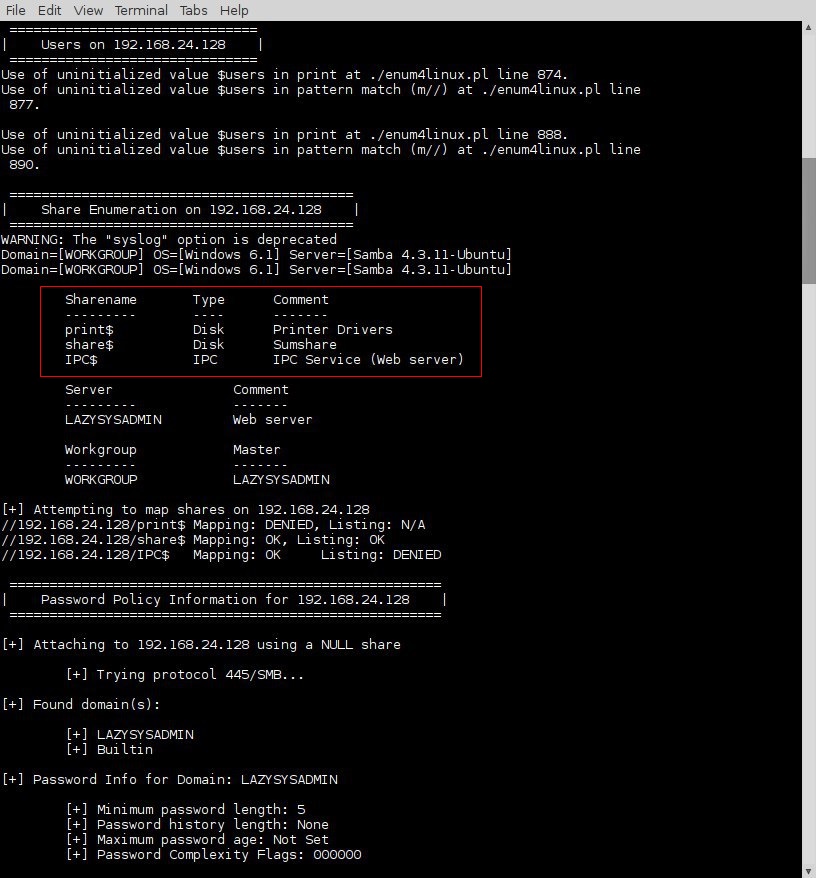 File Edit View Terminal Tabs Help
===============================
|    Users on 192.168.24.128    |
===============================
Use of uninitialized value $users in print at ./enum4linux.pl line 874.
Use of uninitialized value $users in pattern match (m//) at ./enum4linux.pl line
 877.
Use of uninitialized value $users in print at ./enum4linux.pl line 888.
Use of uninitialized value $users in pattern match (m//) at ./enum4linux.pl line
 890.
===========================================
|    Share Enumeration on 192.168.24.128    |
===========================================
WARNING: The "syslog" option is deprecated
Domain=[WORKGROUP] OS=[Windows 6.1] Server=[Samba 4.3.11-Ubuntu]
Domain=[WORKGROUP] OS=[Windows 6.1] Server=[Samba 4.3.11-Ubuntu]
Sharename       Type      Comment
---------       ----      -------
print$          Disk      Printer Drivers
share$          Disk      Sumshare
IPC$            IPC       IPC Service (Web server)
Server               Comment
---------            -------
LAZYSYSADMIN         Web server
Workgroup            Master
---------            -------
WORKGROUP            LAZYSYSADMIN
[+] Attempting to map shares on 192.168.24.128
//192.168.24.128/print$ Mapping: DENIED, Listing: N/A
//192.168.24.128/share$ Mapping: OK, Listing: OK
//192.168.24.128/IPC$   Mapping: OK     Listing: DENIED
======================================================
|    Password Policy Information for 192.168.24.128    |
======================================================
[+] Attaching to 192.168.24.128 using a NULL share
[+] Trying protocol 445/SMB...
[+] Found domain(s):
[+] LAZYSYSADMIN
[+] Builtin
[+] Password Info for Domain: LAZYSYSADMIN
[+] Minimum password length: 5
[+] Password history length: None
[+] Maximum password age: Not Set
[+] Password Complexity Flags: 000000